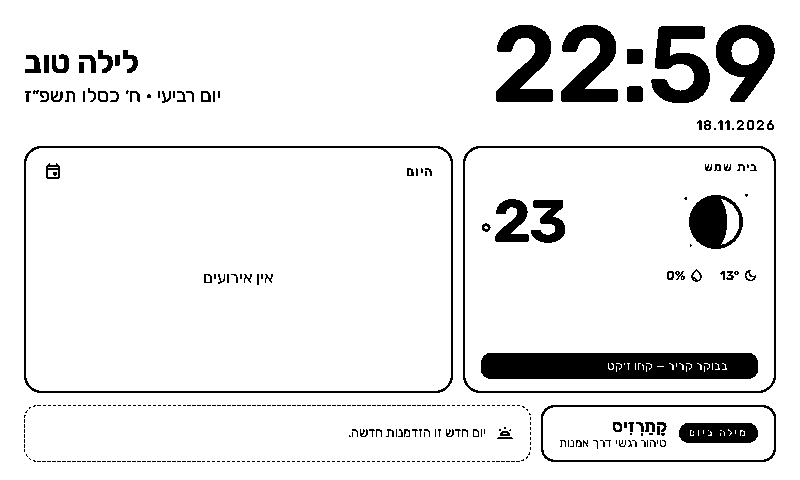 22:59
18.11.2026
לילה טוב
יום רביעי • ח׳ כסלו תשפ״ז
בית שמש
23°
13° 0%
בבוקר קריר – קחו ז׳קט
היום
אין אירועים
מילה ביום
קָתַרְזִיס
טיהור רגשי דרך אמנות
יום חדש זו הזדמנות חדשה.